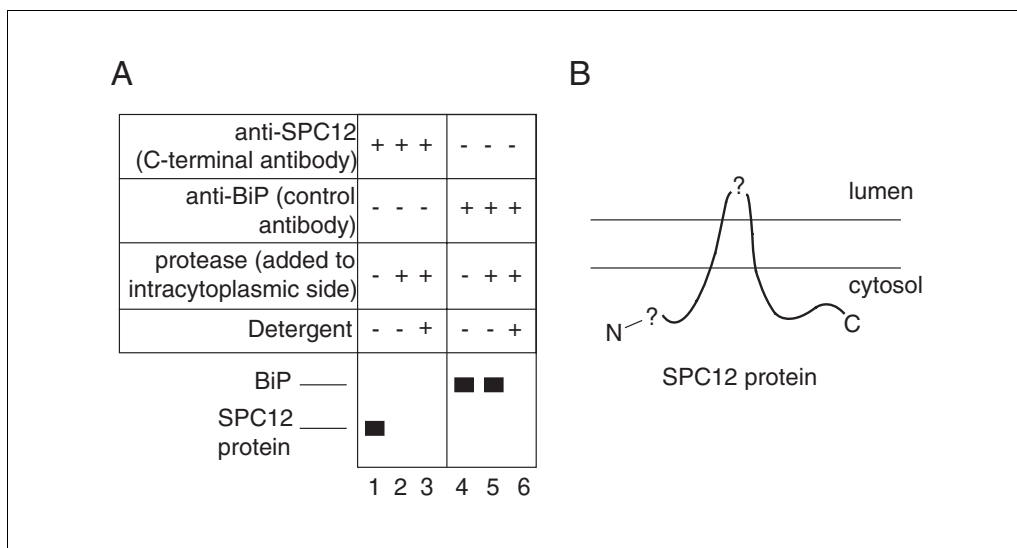 A
anti-SPC12
(C-terminal antibody)
+ + + - - -
anti-BiP (control
antibody)
- - - + + +
protease (added to
intracytoplasmic side)
- + + - + +
Detergent
- - + - - +
BiP
SPC12
protein
1 2 3 4 5 6
B
?
lumen
cytosol
N
?
C
SPC12 protein